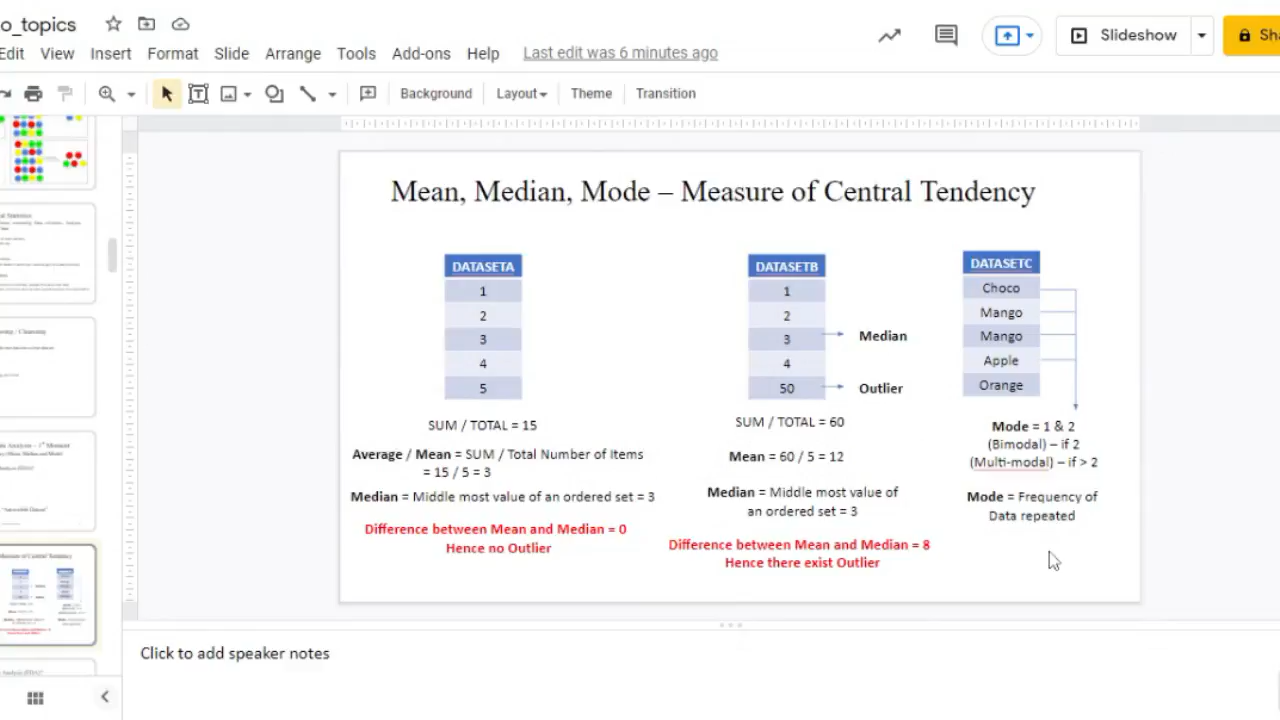 o_topics
Edit View Insert Format Slide Arrange Tools Add-ons Help Last edit was 6 minutes ago
Slideshow
Background Layout Theme Transition
Mean, Median, Mode – Measure of Central Tendency
DATASETA
1
2
3
4
5
SUM / TOTAL = 15
Average / Mean = SUM / Total Number of Items
= 15 / 5 = 3
Median = Middle most value of an ordered set = 3
Difference between Mean and Median = 0
Hence no Outlier
DATASETB
1
2
3
4
50
Median
Outlier
SUM / TOTAL = 60
Mean = 60 / 5 = 12
Median = Middle most value of
an ordered set = 3
Difference between Mean and Median = 8
Hence there exist Outlier
DATASETC
Choco
Mango
Mango
Apple
Orange
Mode = 1 & 2
(Bimodal) – if 2
(Multi-modal) – if > 2
Mode = Frequency of
Data repeated
Click to add speaker notes